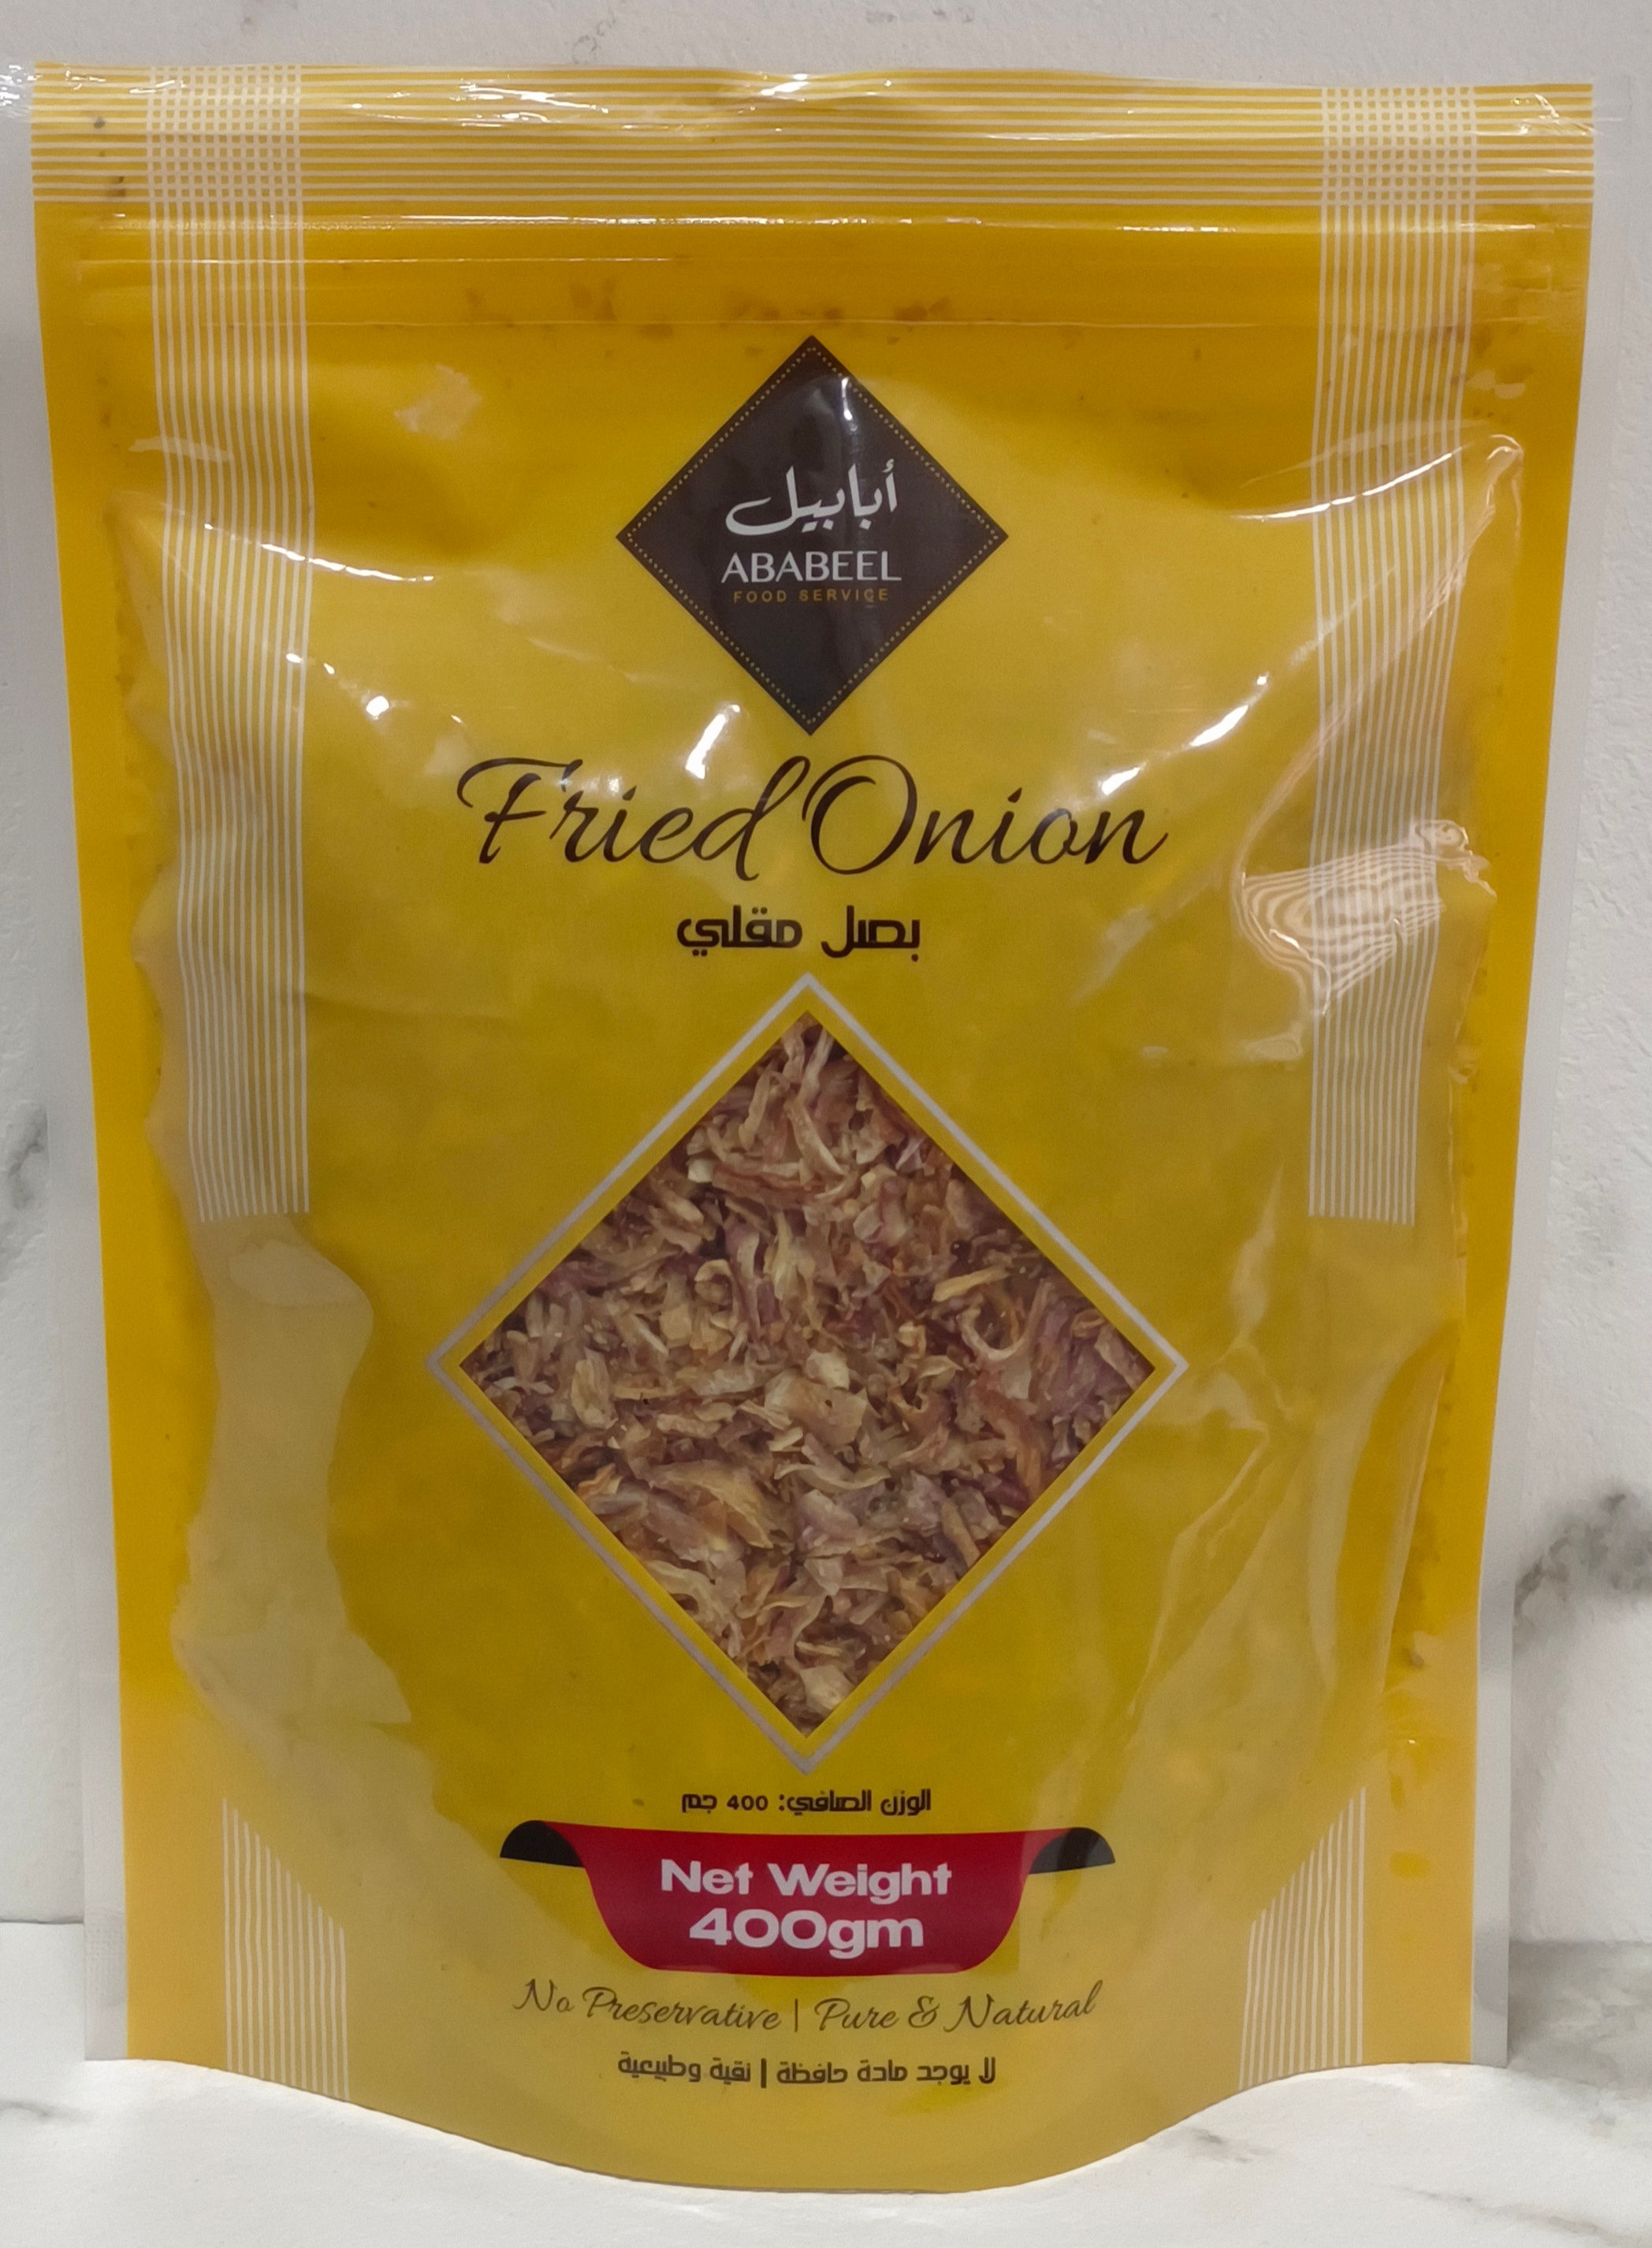 أبابيل
ABABEEL
FOOD SERVICE
Fried Onion
بصل مقلي
الوزن الصافي: 400 جم
Net Weight
400gm
No Preservative | Pure & Natural
لا يوجد مادة حافظة | نقية وطبيعية